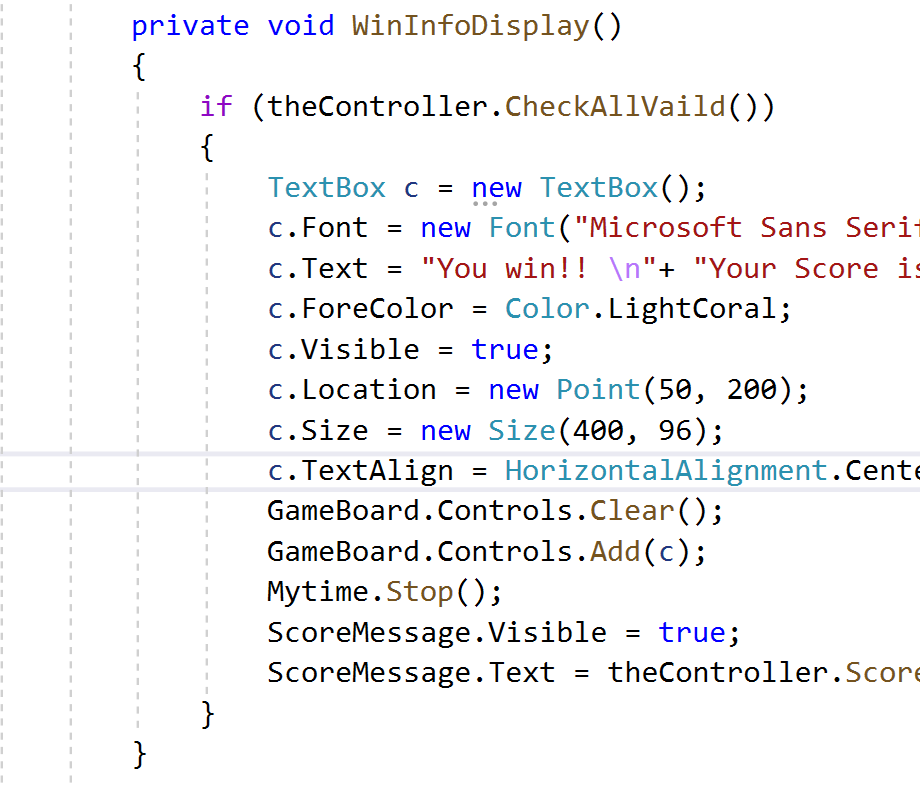 private void WinInfoDisplay()
{
if (theController.CheckAllVaild())
{
TextBox c = new TextBox();
c.Font = new Font("Microsoft Sans Serif
c.Text = "You win!! \n"+ "Your Score is
c.ForeColor = Color.LightCoral;
c.Visible = true;
c.Location = new Point(50, 200);
c.Size = new Size(400, 96);
c.TextAlign = HorizontalAlignment.Cente
GameBoard.Controls.Clear();
GameBoard.Controls.Add(c);
Mytime.Stop();
ScoreMessage.Visible = true;
ScoreMessage.Text = theController.Score
}
}